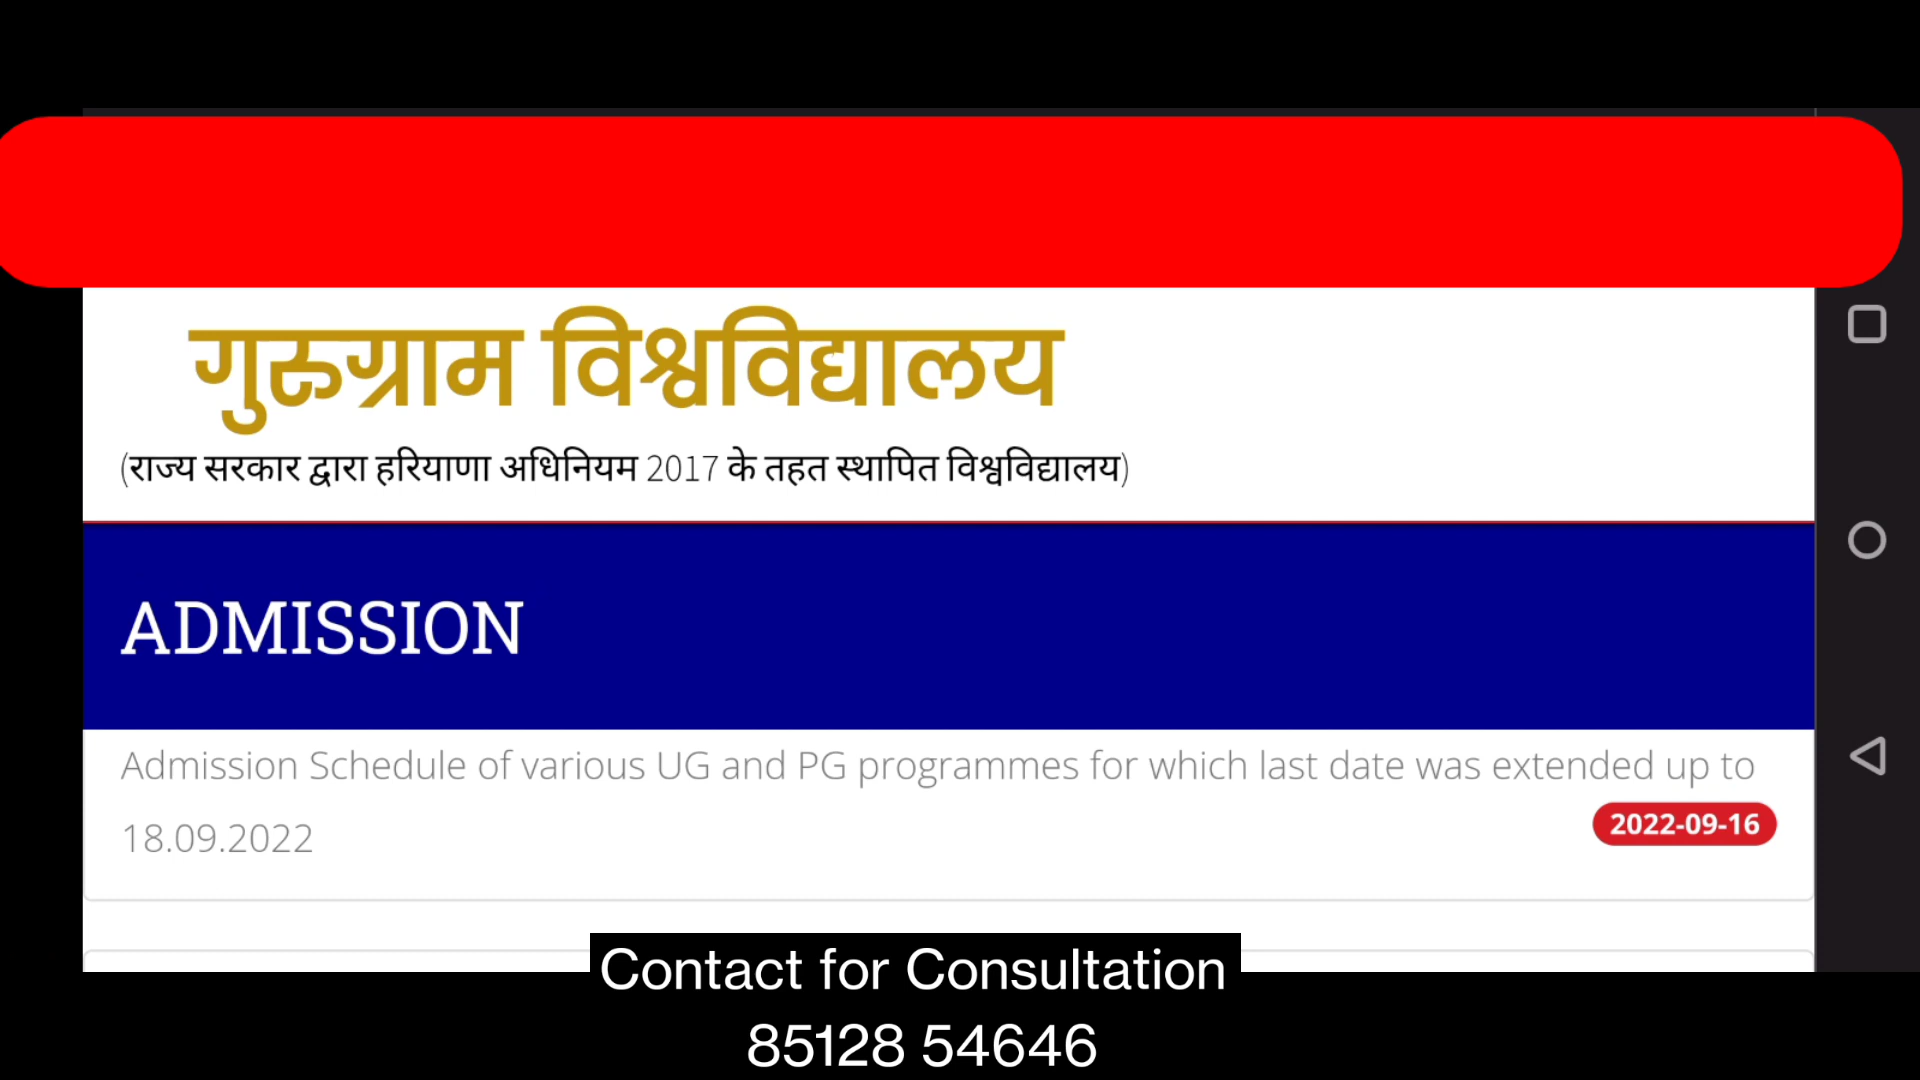 गुरुग्राम विश्वविद्यालय
(राज्य सरकार द्वारा हरियाणा अधिनियम 2017 के तहत स्थापित विश्वविद्यालय)
ADMISSION
Admission Schedule of various UG and PG programmes for which last date was extended up to
18.09.2022
2022-09-16
Contact for Consultation
85128 54646